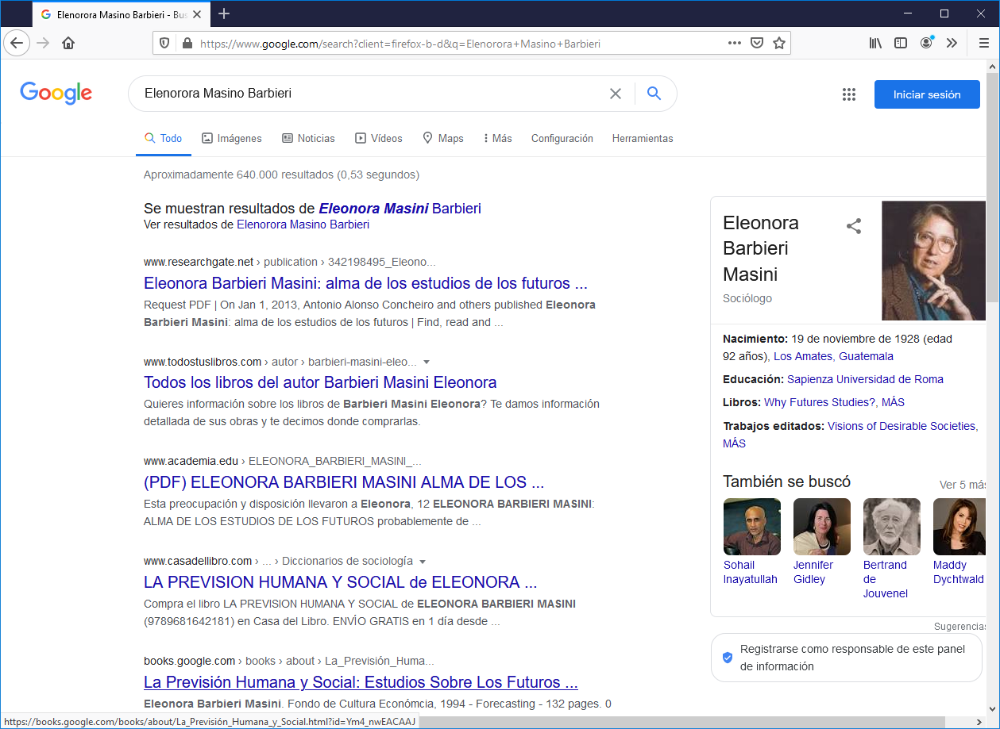 Elenorora Masino Barbieri - Bus
https://www.google.com/search?client=firefox-b-d&q=Elenorora+Masino+Barbieri
Google
Elenorora Masino Barbieri
Iniciar sesión
Todo
Imágenes
Noticias
Vídeos
Maps
Más
Configuración
Herramientas
Aproximadamente 640.000 resultados (0,53 segundos)
Se muestran resultados de Eleonora Masini Barbieri
Ver resultados de Elenorora Masino Barbieri
www.researchgate.net › publication › 342198495_Eleono...
Eleonora Barbieri Masini: alma de los estudios de los futuros ...
Request PDF | On Jan 1, 2013, Antonio Alonso Concheiro and others published Eleonora
Barbieri Masini: alma de los estudios de los futuros | Find, read and ...
www.todostuslibros.com › autor › barbieri-masini-eleo...
Todos los libros del autor Barbieri Masini Eleonora
Quieres información sobre los libros de Barbieri Masini Eleonora? Te damos información
detallada de sus obras y te decimos donde comprarlas.
www.academia.edu › ELEONORA_BARBIERI_MASINI_...
(PDF) ELEONORA BARBIERI MASINI ALMA DE LOS ...
Esta preocupación y disposición llevaron a Eleonora, 12 ELEONORA BARBIERI MASINI:
ALMA DE LOS ESTUDIOS DE LOS FUTUROS probablemente de ...
www.casadellibro.com › ... › Diccionarios de sociología
LA PREVISION HUMANA Y SOCIAL de ELEONORA ...
Compra el libro LA PREVISION HUMANA Y SOCIAL de ELEONORA BARBIERI MASINI
(9789681642181) en Casa del Libro. ENVÍO GRATIS en 1 día desde ...
books.google.com › books › about › La_Previsión_Huma...
La Previsión Humana y Social: Estudios Sobre Los Futuros ...
Eleonora Barbieri Masini. Fondo de Cultura Económcia, 1994 - Forecasting - 132 pages. 0
https://books.google.com/books/about/La_Previsión_Humana_y_Social.html?id=Ym4_nwEACAAJ
Eleonora
Barbieri
Masini
Sociólogo
Nacimiento: 19 de noviembre de 1928 (edad
92 años), Los Amates, Guatemala
Educación: Sapienza Universidad de Roma
Libros: Why Futures Studies?, MÁS
Trabajos editados: Visions of Desirable Societies,
MÁS
También se buscó
Ver 5 más
Sohail
Inayatullah
Jennifer
Gidley
Bertrand
de
Jouvenel
Maddy
Dychtwald
Sugerencias
Registrarse como responsable de este panel
de información